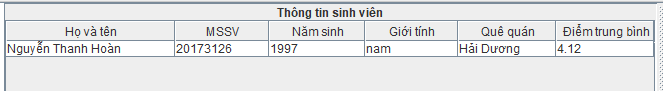 Thông tin sinh viên
Họ và tên MSSV Năm sinh Giới tính Quê quán Điểm trung bình
Nguyễn Thanh Hoàn 20173126 1997 nam Hải Dương 4.12